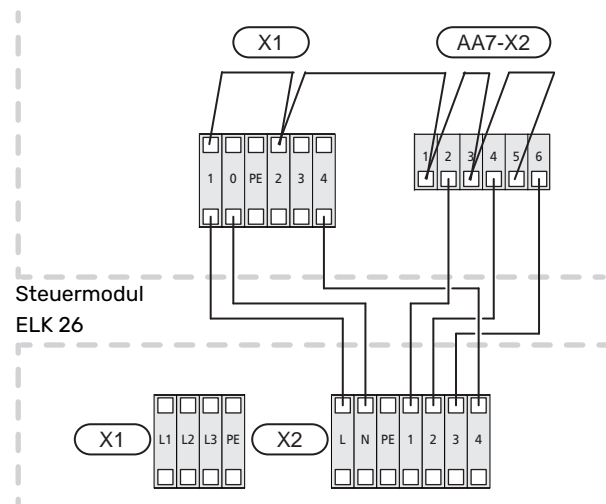 X1
AA7-X2
1 0 PE 2 3 4
1 2 3 4 5 6
Steuermodul
ELK 26
X1
L1 L2 L3 PE
X2
L N PE 1 2 3 4